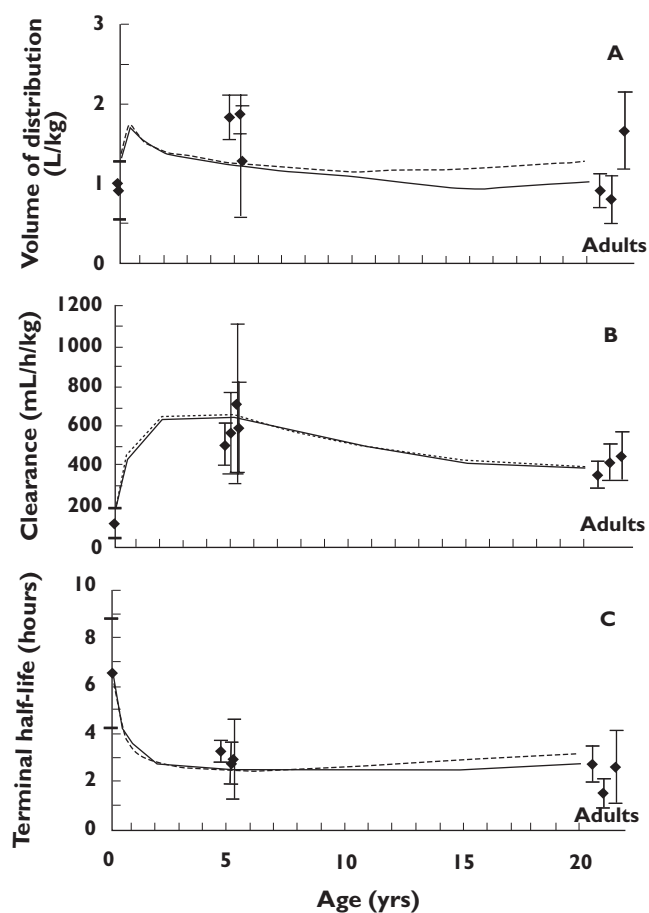 3
A
2
1
0
Volume of distribution
(L/kg)
Adults
1200
1000
800
600
400
200
0
B
Clearance (mL/h/kg)
Adults
10
8
6
4
2
0
C
Terminal half-life (hours)
Adults
0 5 10 15 20
Age (yrs)